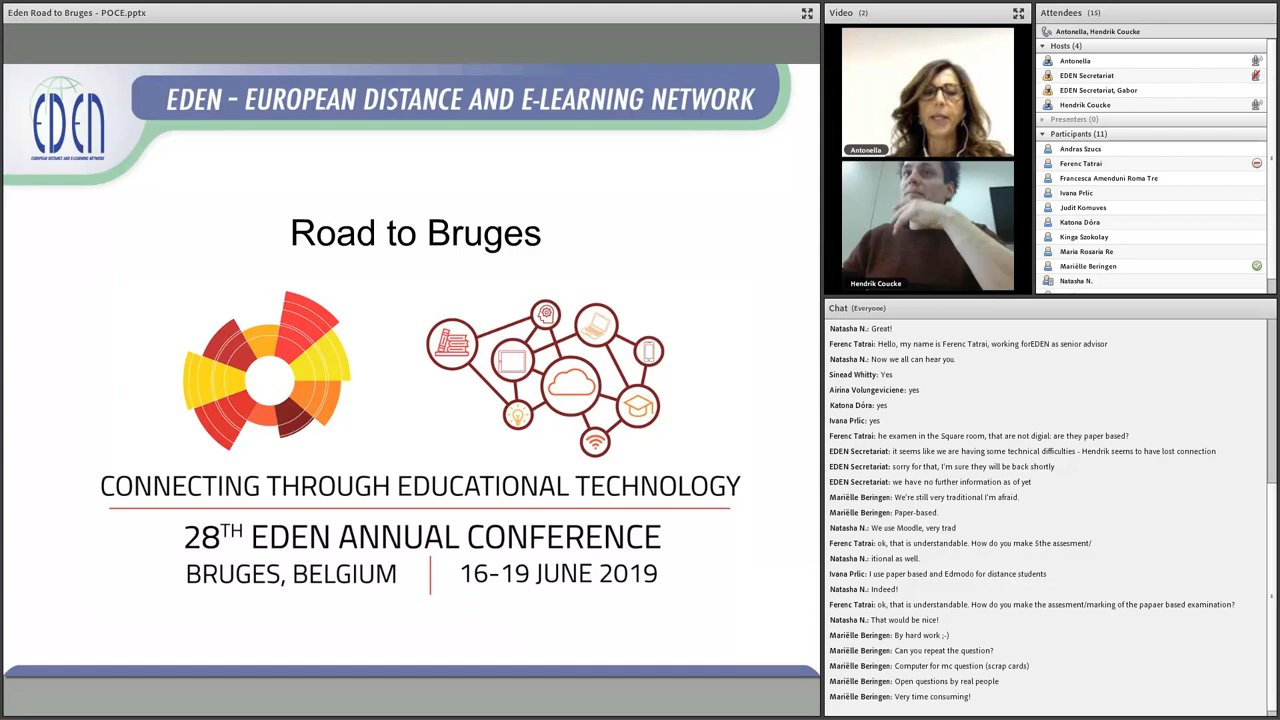 Eden Road to Bruges - POCE.pptx
EDEN
EUROPEAN DISTANCE AND E-LEARNING NETWORK
EDEN - EUROPEAN DISTANCE AND E-LEARNING NETWORK
Road to Bruges
CONNECTING THROUGH EDUCATIONAL TECHNOLOGY
28TH EDEN ANNUAL CONFERENCE
BRUGES, BELGIUM 16-19 JUNE 2019
Video (2)
Antonella
Hendrik Coucke
Attendees (15)
Antonella, Hendrik Coucke
Hosts (4)
Antonella
EDEN Secretariat
EDEN Secretariat, Gabor
Hendrik Coucke
Presenters (0)
Participants (11)
Andras Szucs
Ferenc Tatrai
Francesca Amenduni Roma Tre
Ivana Prlic
Judit Komuves
Katona Dóra
Kinga Szokolay
Maria Rosaria Re
Mariëlle Beringen
Natasha N.
Chat (Everyone)
Natasha N.: Great!
Ferenc Tatrai: Hello, my name is Ferenc Tatrai, working forEDEN as senior advisor
Natasha N.: Now we all can hear you.
Sinead Whitty: Yes
Airina Volungeviciene: yes
Katona Dóra: yes
Ivana Prlic: yes
Ferenc Tatrai: he examen in the Square room, that are not digial: are they paper based?
EDEN Secretariat: it seems like we are having some technical difficulties - Hendrik seems to have lost connection
EDEN Secretariat: sorry for that, I'm sure they will be back shortly
EDEN Secretariat: we have no further information as of yet
Mariëlle Beringen: We're still very traditional I'm afraid.
Mariëlle Beringen: Paper-based.
Natasha N.: We use Moodle, very trad
Ferenc Tatrai: ok, that is understandable. How do you make 5the assesment/
Natasha N.: itional as well.
Ivana Prlic: I use paper based and Edmodo for distance students
Natasha N.: Indeed!
Ferenc Tatrai: ok, that is understandable. How do you make the assesment/marking of the papaer based examination?
Natasha N.: That would be nice!
Mariëlle Beringen: By hard work ;-)
Mariëlle Beringen: Can you repeat the question?
Mariëlle Beringen: Computer for mc question (scrap cards)
Mariëlle Beringen: Open questions by real people
Mariëlle Beringen: Very time consuming!